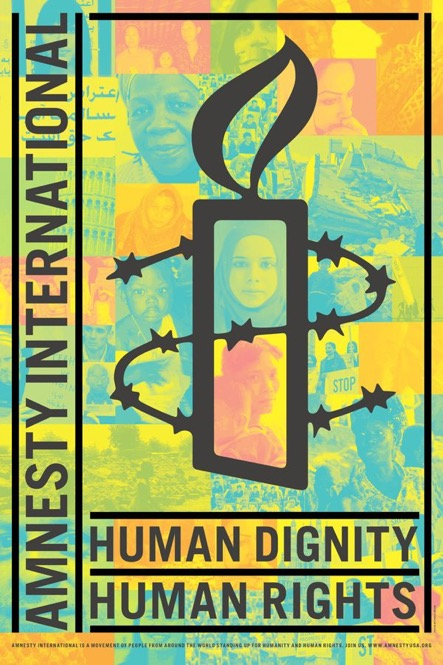 AMNESTY INTERNATIONAL
STOP
HUMAN DIGNITY
HUMAN RIGHTS
AMNESTY INTERNATIONAL IS A MOVEMENT OF PEOPLE FROM AROUND THE WORLD STANDING UP FOR HUMANITY AND HUMAN RIGHTS. JOIN US. WWW.AMNESTYUSA.ORG